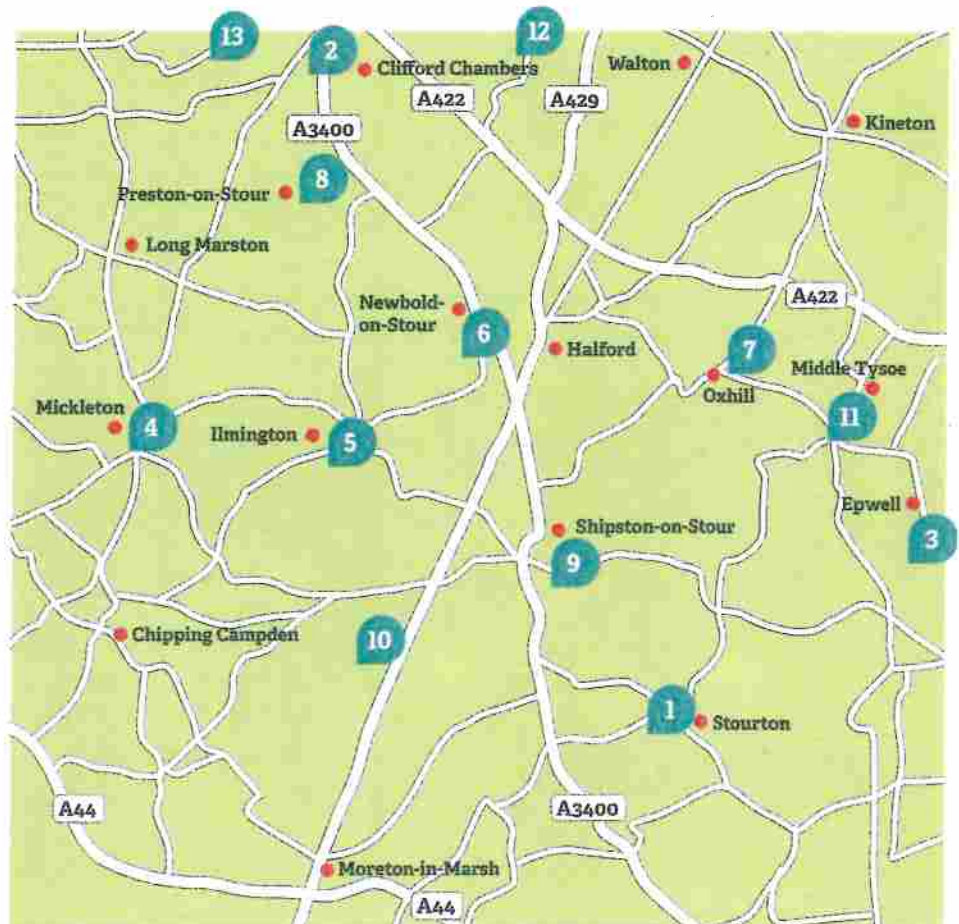 13
2
12
Clifford Chambers
Walton
A422
A429
Kineton
A3400
8
Preston-on-Stour
Long Marston
A422
Newbold-
on-Stour
6
Halford
7
Middle Tysoe
Oxhill
Mickleton
4
Ilmington
5
11
Epwell
3
Shipston-on-Stour
9
10
Chipping Campden
1
Stourton
A44
A3400
Moreton-in-Marsh
A44